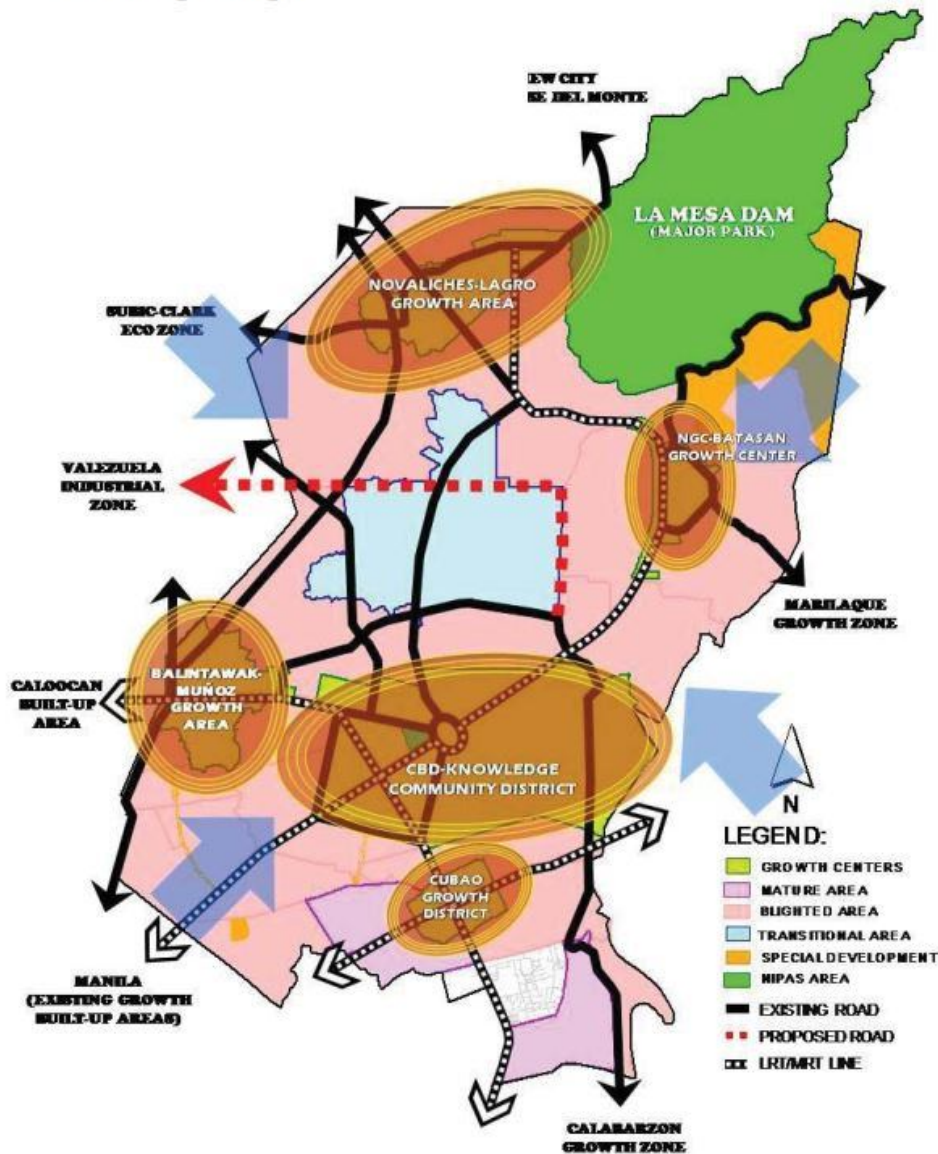 EW CITY
SE DEL MONTE
LA MESA DAM
(MAJOR PARK)
NOVALICHES-LAGRO
GROWTH AREA
SUBIC-CLARK
ECO ZONE
NGC-BATASAN
GROWTH CENTER
VALEZUELA
INDUSTRIAL
ZONE
MARILAQUE
GROWTH ZONE
BALINTAWAK-
MUÑOZ
GROWTH
AREA
CALOOCAN
BUILT-UP
AREA
CBD-KNOWLEDGE
COMMUNITY DISTRICT
N
CUBAO
GROWTH
DISTRICT
LEGEND:
GROWTH CENTERS
MATURE AREA
BLIGHTED AREA
TRANSITIONAL AREA
SPECIAL DEVELOPMENT
NIPAS AREA
EXISTING ROAD
PROPOSED ROAD
LRT/MRT LINE
MANILA
(EXISTING GROWTH
BUILT-UP AREAS)
CALABARZON
GROWTH ZONE